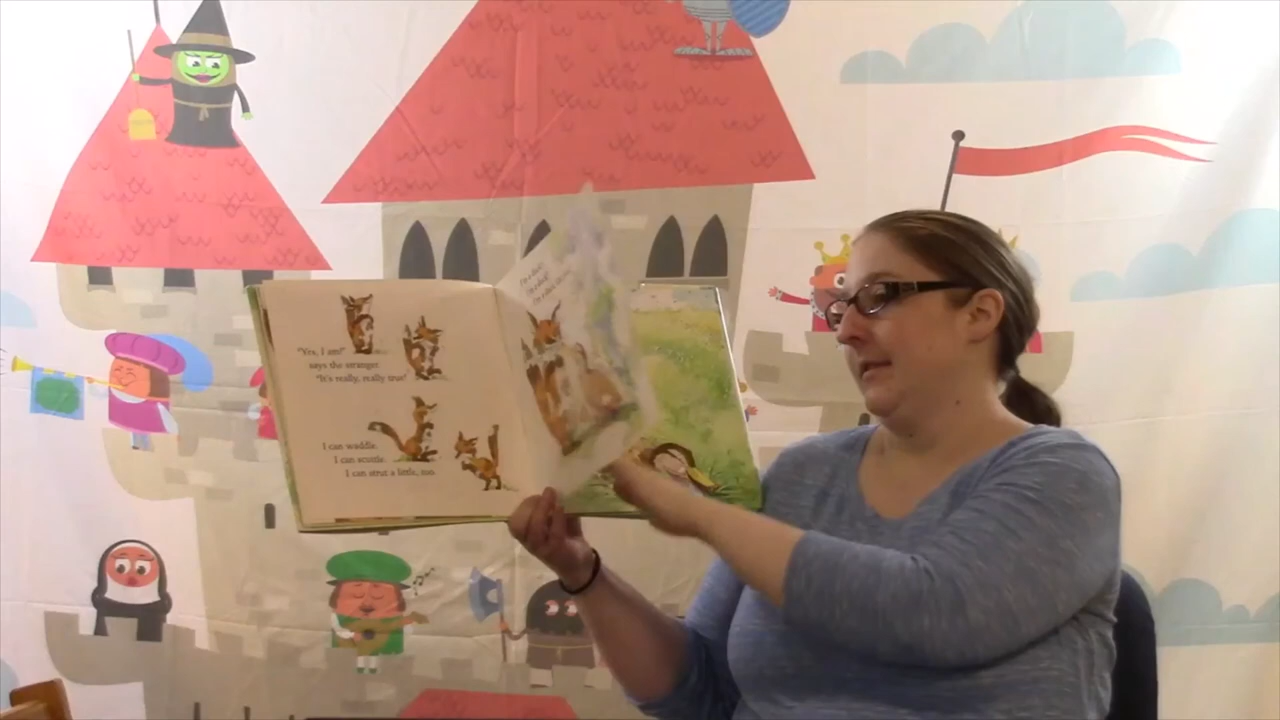 "Yes, I am!"
says the stranger.
"It's really, really true!
I can waddle.
I can scuttle.
I can strut a little, too.